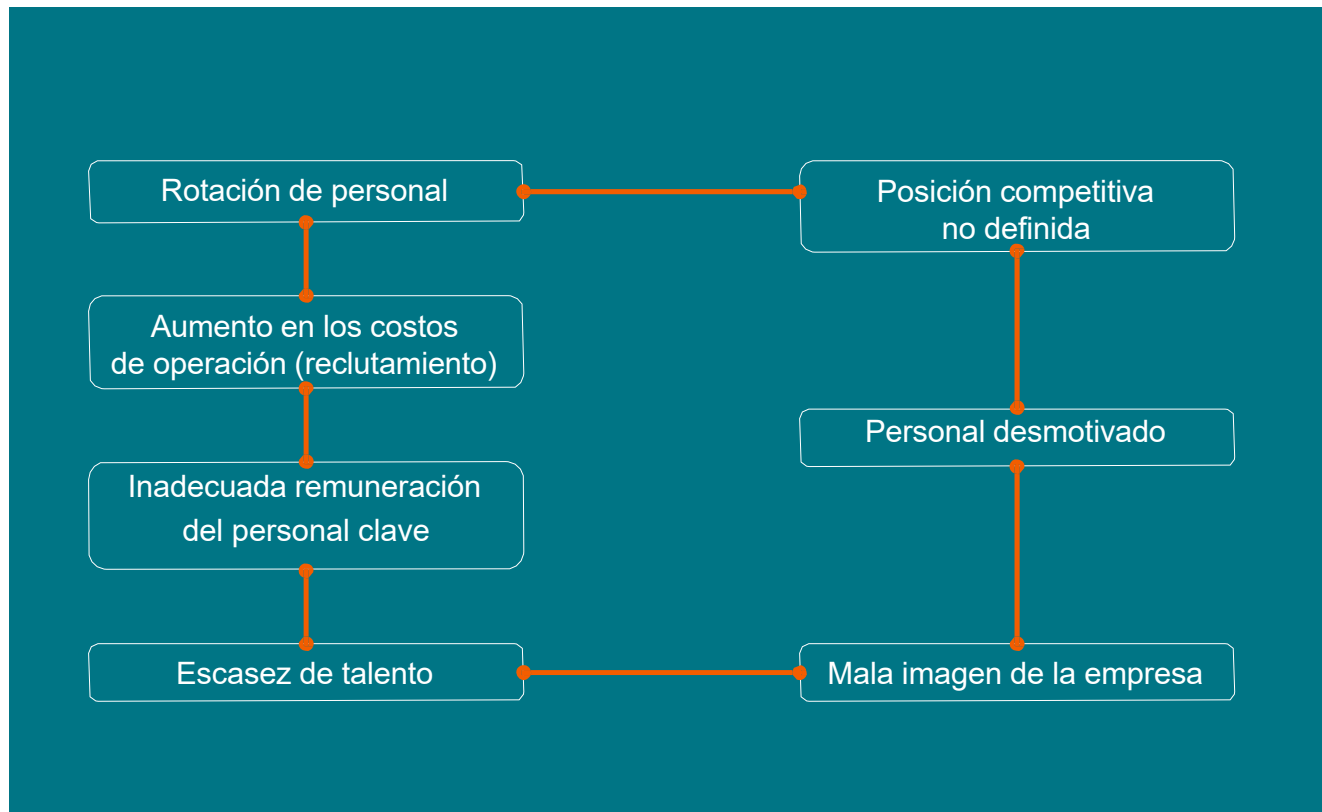 Rotación de personal
Posición competitiva
no definida
Aumento en los costos
de operación (reclutamiento)
Personal desmotivado
Inadecuada remuneración
del personal clave
Escasez de talento
Mala imagen de la empresa